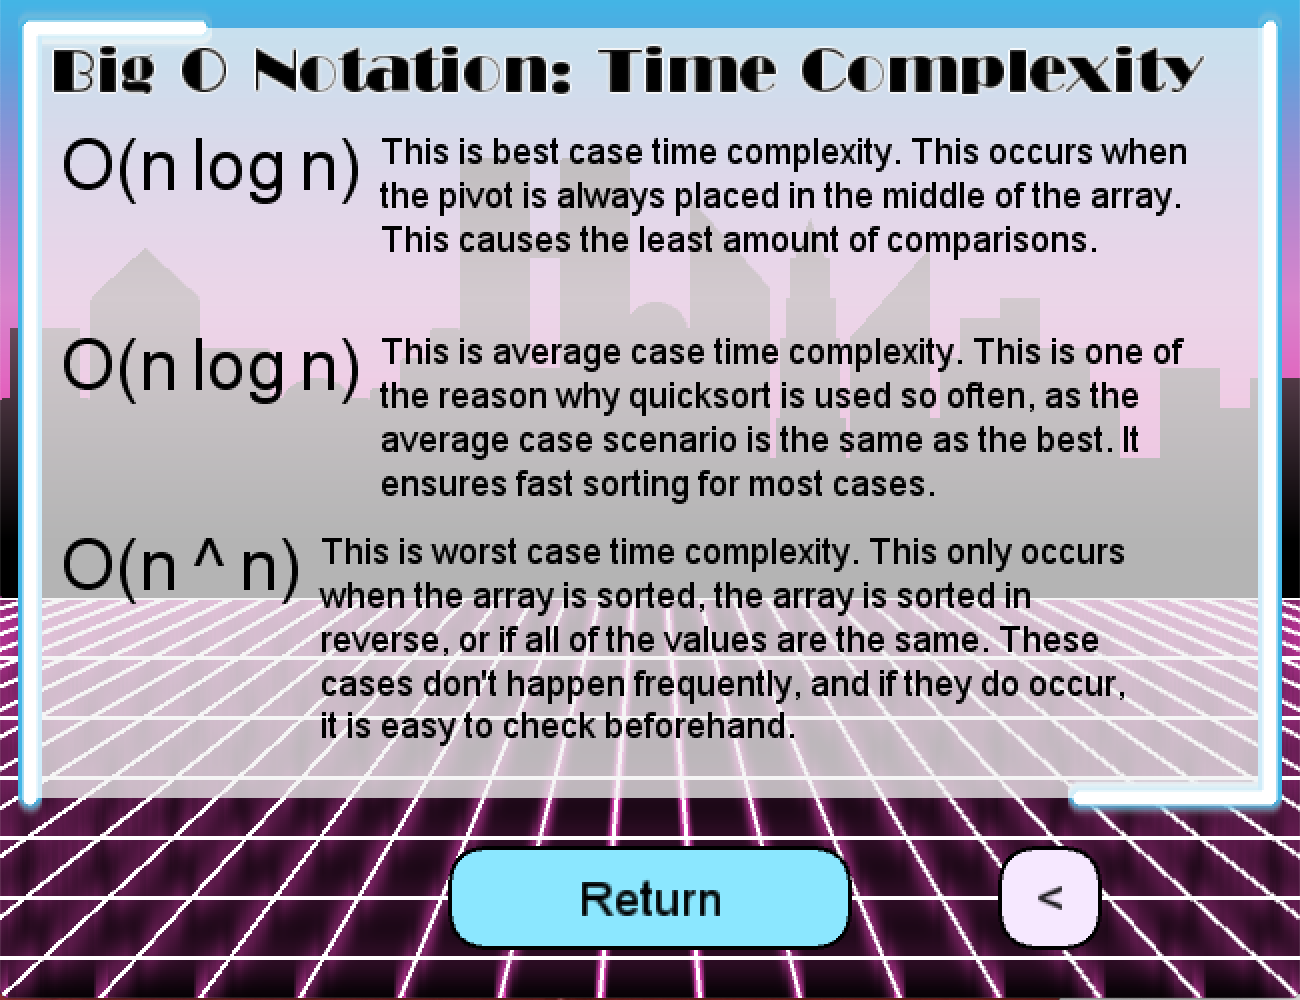 Big O Notation: Time Complexity
O(n log n)
This is best case time complexity. This occurs when
the pivot is always placed in the middle of the array.
This causes the least amount of comparisons.
O(n log n)
This is average case time complexity. This is one of
the reason why quicksort is used so often, as the
average case scenario is the same as the best. It
ensures fast sorting for most cases.
O(n ^ n)
This is worst case time complexity. This only occurs
when the array is sorted, the array is sorted in
reverse, or if all of the values are the same. These
cases don't happen frequently, and if they do occur,
it is easy to check beforehand.
Return
<